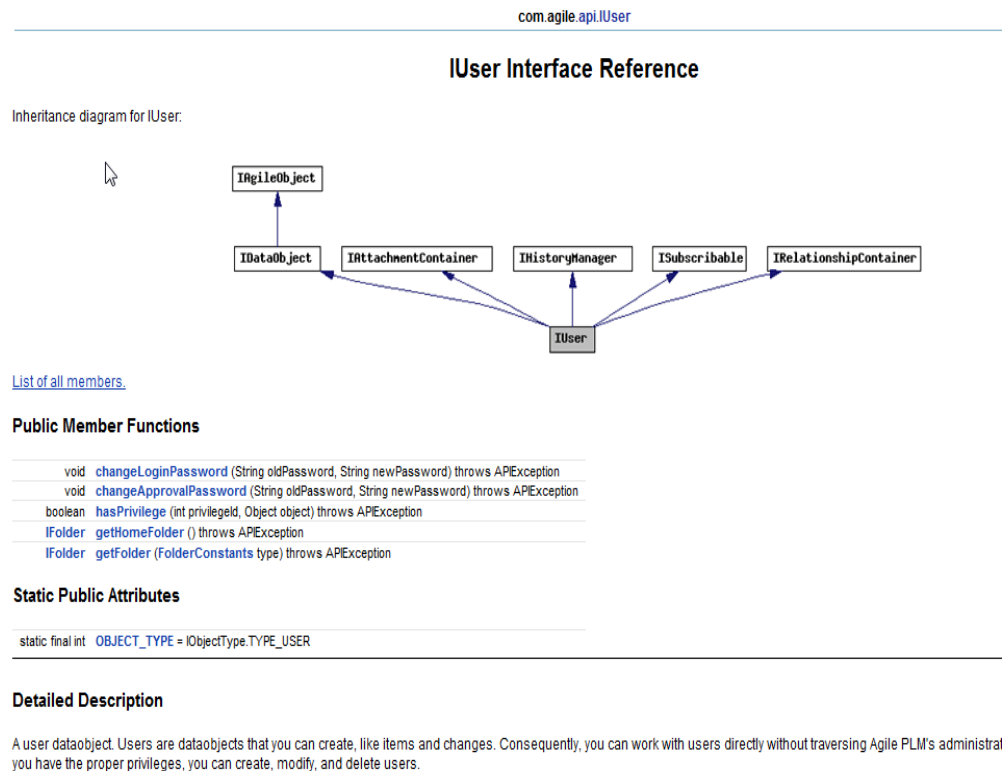 com.agile.api.IUser
IUser Interface Reference
Inheritance diagram for IUser:
IAgileObject
IDataObject IAttachmentContainer IHistoryManager ISubscribable IRelationshipContainer
IUser
List of all members.
Public Member Functions
void changeLoginPassword (String oldPassword, String newPassword) throws APIException
void changeApprovalPassword (String oldPassword, String newPassword) throws APIException
boolean hasPrivilege (int privilegeId, Object object) throws APIException
IFolder getHomeFolder () throws APIException
IFolder getFolder (FolderConstants type) throws APIException
Static Public Attributes
static final int OBJECT_TYPE = IObjectType.TYPE_USER
Detailed Description
A user dataobject. Users are dataobjects that you can create, like items and changes. Consequently, you can work with users directly without traversing Agile PLM's administrat
you have the proper privileges, you can create, modify, and delete users.